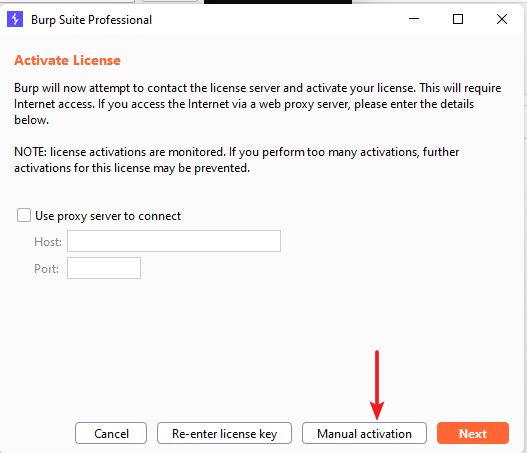 Burp Suite Professional
Activate License
Burp will now attempt to contact the license server and activate your license. This will require
Internet access. If you access the Internet via a web proxy server, please enter the details
below.
NOTE: license activations are monitored. If you perform too many activations, further
activations for this license may be prevented.
Use proxy server to connect
Host:
Port:
Cancel
Re-enter license key
Manual activation
Next